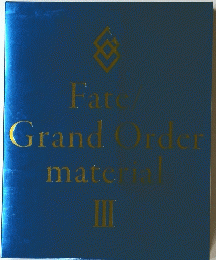 Fate
Grand Order
material
III